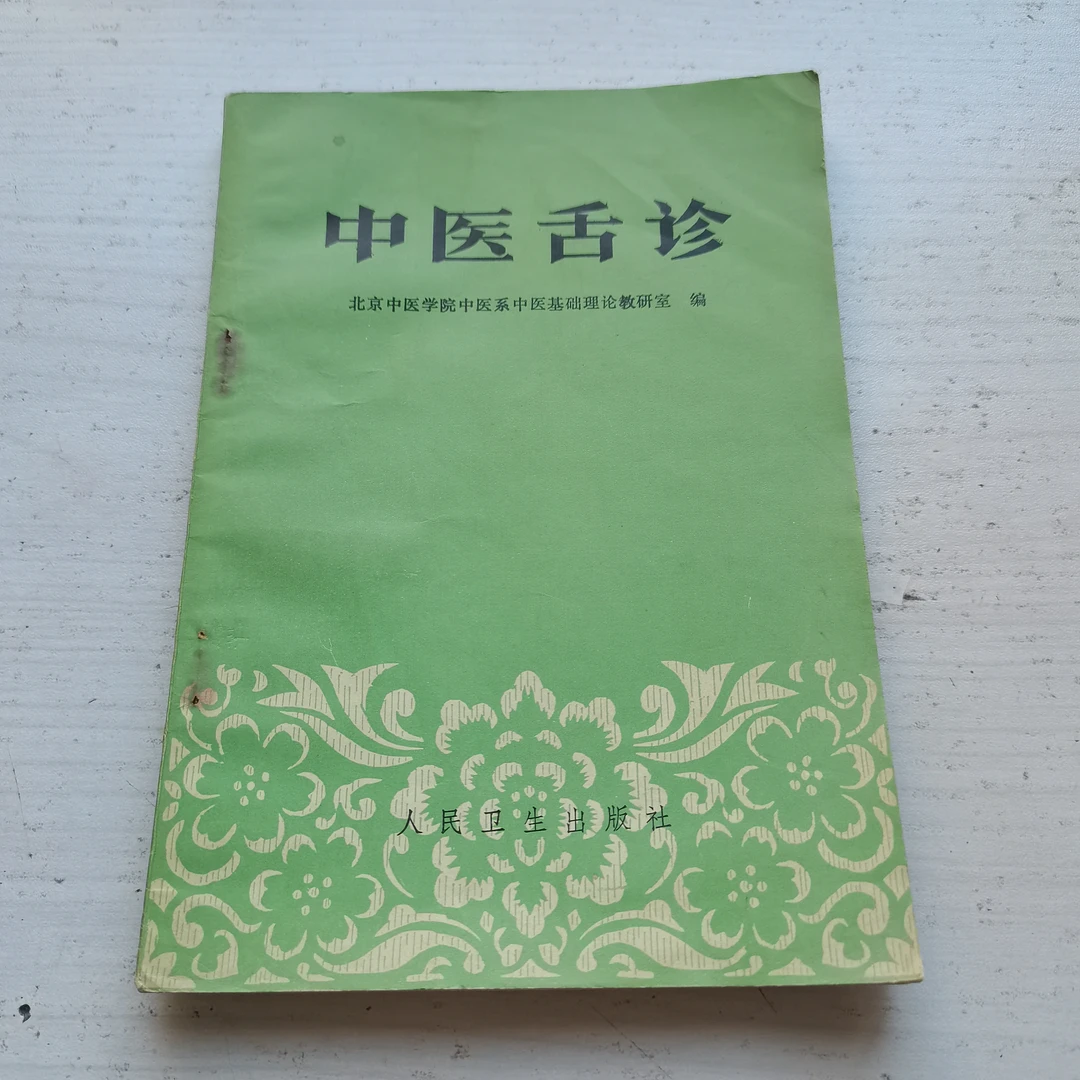 中医舌诊
北京中医学院中医系中医基础理论教研室 编
人民卫生出版社